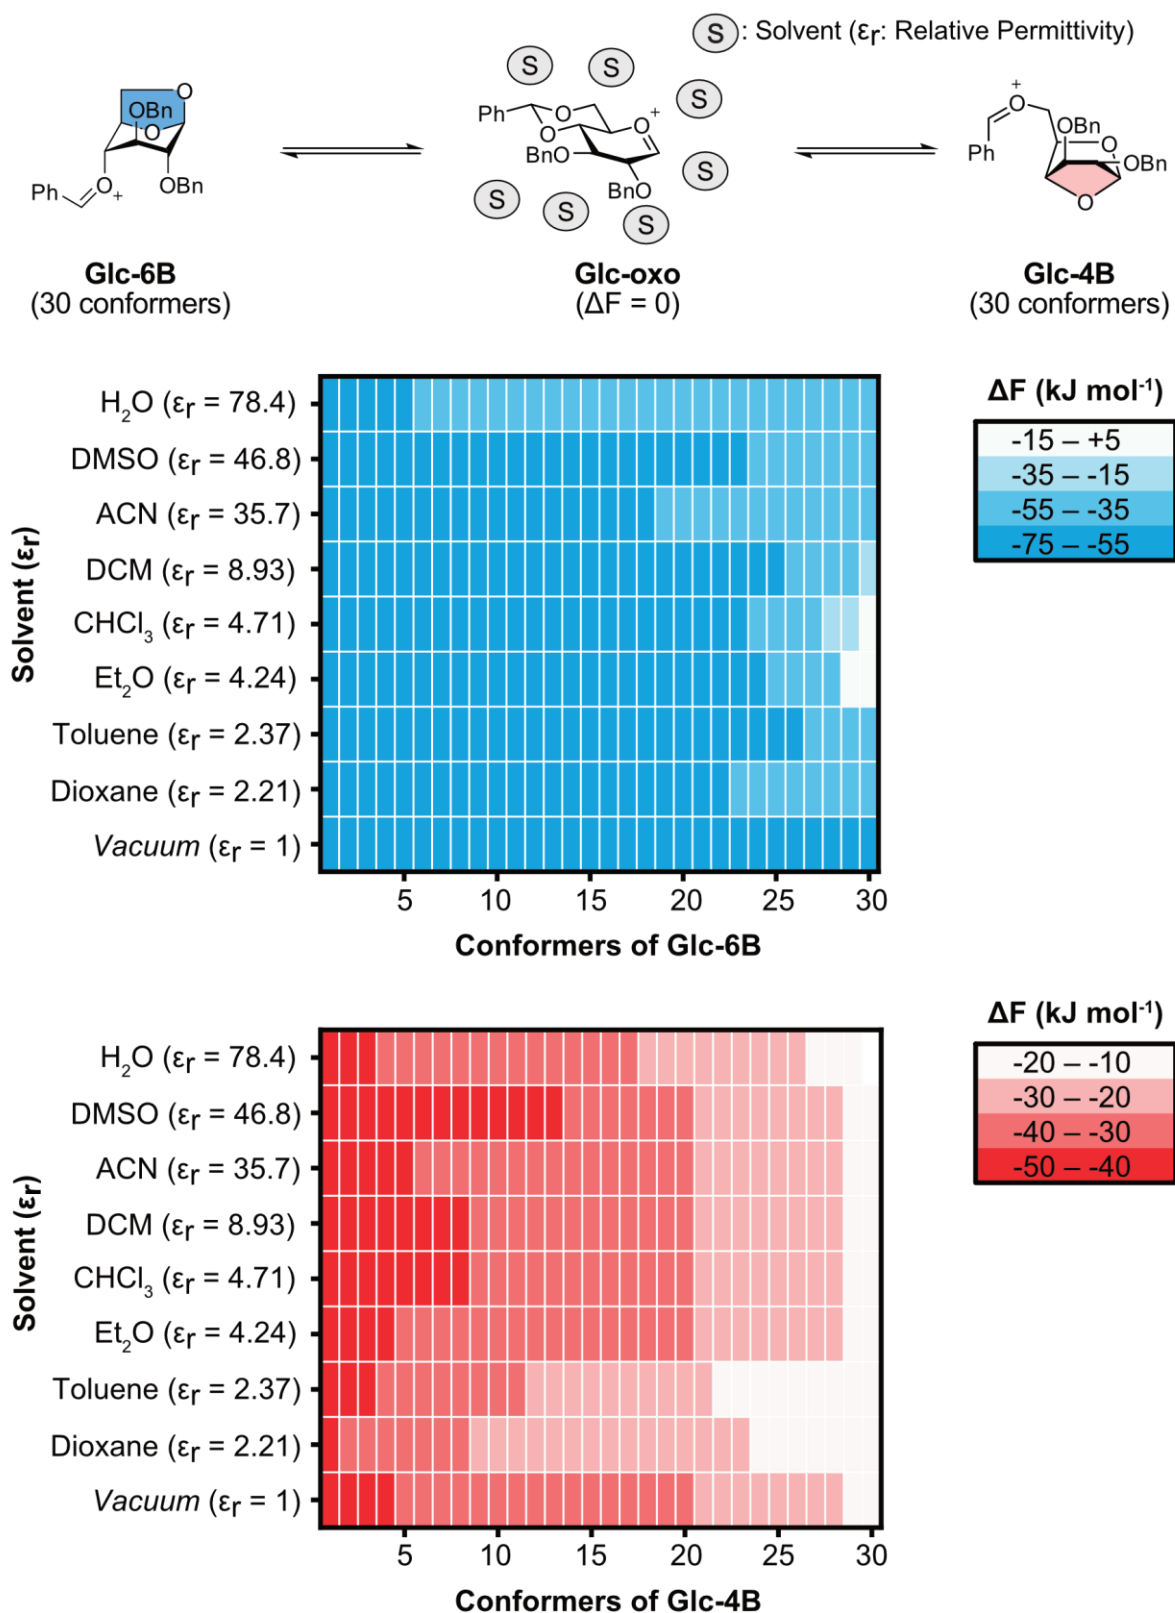 S : Solvent (εr: Relative Permittivity)
S S S S S S S
O
OBn
O
OBn
Ph O +
Ph O O + O
BnO
BnO
+
O
Ph
OBn
O
OBn
O
Glc-6B
(30 conformers)
Glc-oxo
(ΔF = 0)
Glc-4B
(30 conformers)
Solvent (εr)
H2O (εr = 78.4)
DMSO (εr = 46.8)
ACN (εr = 35.7)
DCM (εr = 8.93)
CHCl3 (εr = 4.71)
Et2O (εr = 4.24)
Toluene (εr = 2.37)
Dioxane (εr = 2.21)
Vacuum (εr = 1)
5 10 15 20 25 30
Conformers of Glc-6B
ΔF (kJ mol-1)
-15 – +5
-35 – -15
-55 – -35
-75 – -55
Solvent (εr)
H2O (εr = 78.4)
DMSO (εr = 46.8)
ACN (εr = 35.7)
DCM (εr = 8.93)
CHCl3 (εr = 4.71)
Et2O (εr = 4.24)
Toluene (εr = 2.37)
Dioxane (εr = 2.21)
Vacuum (εr = 1)
5 10 15 20 25 30
Conformers of Glc-4B
ΔF (kJ mol-1)
-20 – -10
-30 – -20
-40 – -30
-50 – -40